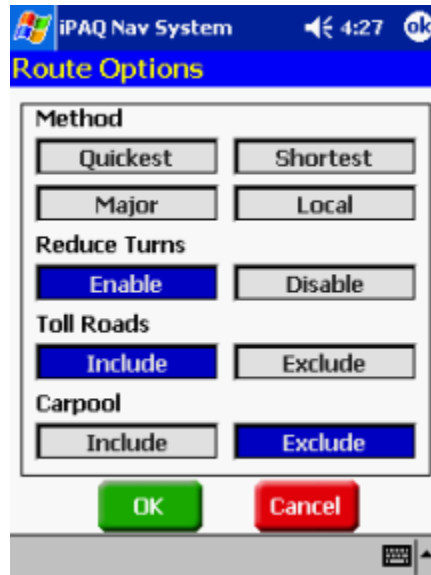 iPAQ Nav System 4:27 ok
Route Options
Method
Quickest Shortest
Major Local
Reduce Turns
Enable Disable
Toll Roads
Include Exclude
Carpool
Include Exclude
OK Cancel